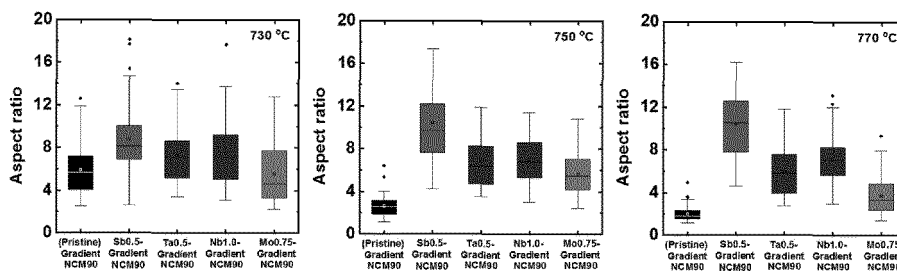 20
16
12
8
4
0
Aspect ratio
730 °C
(Pristine) Gradient NCM90
Sb0.5- Gradient NCM90
Ta0.5- Gradient NCM90
Nb1.0- Gradient NCM90
Mo0.75- Gradient NCM90
20
16
12
8
4
0
Aspect ratio
750 °C
(Pristine) Gradient NCM90
Sb0.5- Gradient NCM90
Ta0.5- Gradient NCM90
Nb1.0- Gradient NCM90
Mo0.75- Gradient NCM90
20
16
12
8
4
0
Aspect ratio
770 °C
(Pristine) Gradient NCM90
Sb0.5- Gradient NCM90
Ta0.5- Gradient NCM90
Nb1.0- Gradient NCM90
Mo0.75- Gradient NCM90